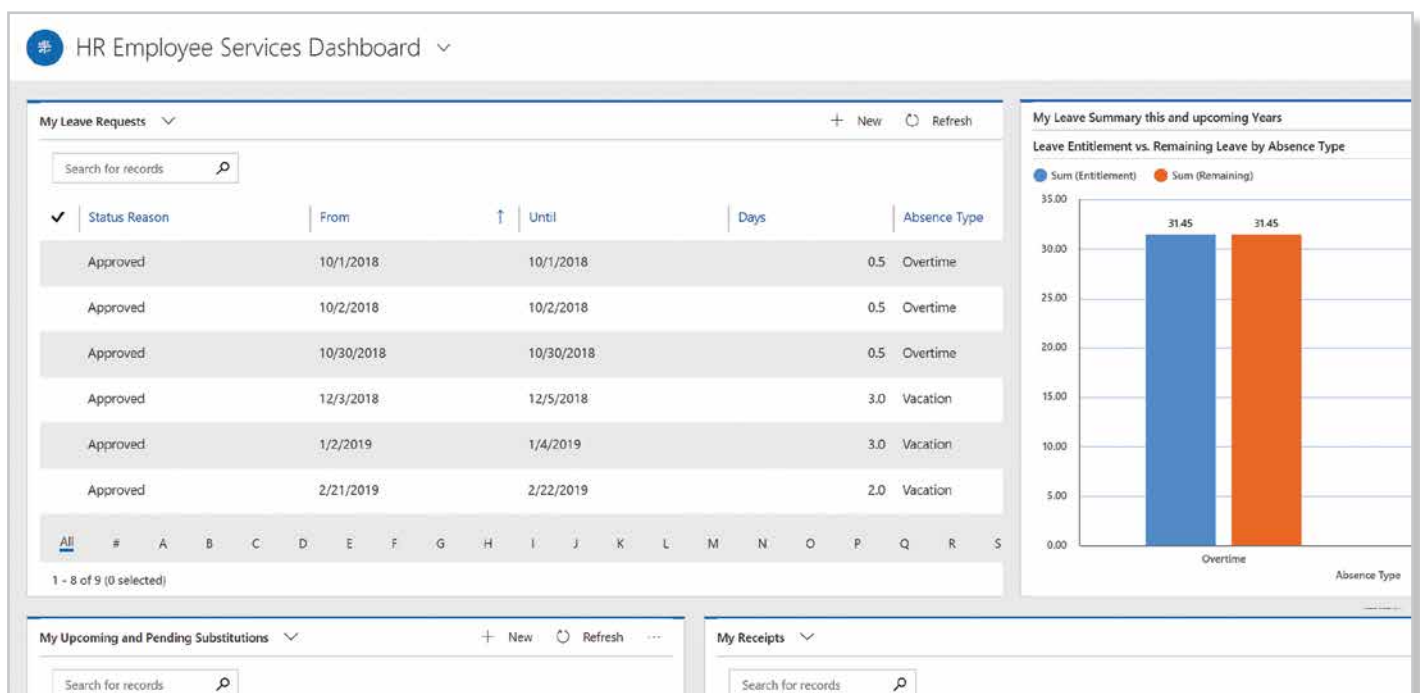 HR Employee Services Dashboard
My Leave Requests
+ New Refresh
Search for records
Status Reason From ↑ Until Days Absence Type
Approved 10/1/2018 10/1/2018 0.5 Overtime
Approved 10/2/2018 10/2/2018 0.5 Overtime
Approved 10/30/2018 10/30/2018 0.5 Overtime
Approved 12/3/2018 12/5/2018 3.0 Vacation
Approved 1/2/2019 1/4/2019 3.0 Vacation
Approved 2/21/2019 2/22/2019 2.0 Vacation
All # A B C D E F G H I J K L M N O P Q R S
1 - 8 of 9 (0 selected)
My Leave Summary this and upcoming Years
Leave Entitlement vs. Remaining Leave by Absence Type
Sum (Entitlement) Sum (Remaining)
35.00
31.45 31.45
30.00
25.00
20.00
15.00
10.00
5.00
0.00
Overtime
Absence Type
My Upcoming and Pending Substitutions
+ New Refresh ...
Search for records
My Receipts
Search for records